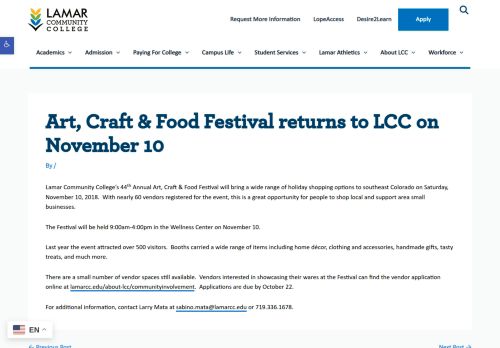 LAMAR
COMMUNITY
COLLEGE
Request More Information LopeAccess Desire2Learn Apply
Academics Admission Paying For College Campus Life Student Services Lamar Athletics About LCC Workforce
Art, Craft & Food Festival returns to LCC on
November 10
By /
Lamar Community College's 44th Annual Art, Craft & Food Festival will bring a wide range of holiday shopping options to southeast Colorado on Saturday,
November 10, 2018. With nearly 60 vendors registered for the event, this is a great opportunity for people to shop local and support area small
businesses.
The Festival will be held 9:00am-4:00pm in the Wellness Center on November 10.
Last year the event attracted over 500 visitors. Booths carried a wide range of items including home décor, clothing and accessories, handmade gifts, tasty
treats, and much more.
There are a small number of vendor spaces still available. Vendors interested in showcasing their wares at the Festival can find the vendor application
online at lamarcc.edu/about-lcc/communityinvolvement. Applications are due by October 22.
For additional information, contact Larry Mata at sabino.mata@lamarcc.edu or 719.336.1678.
EN
← Previous Post Next Post →